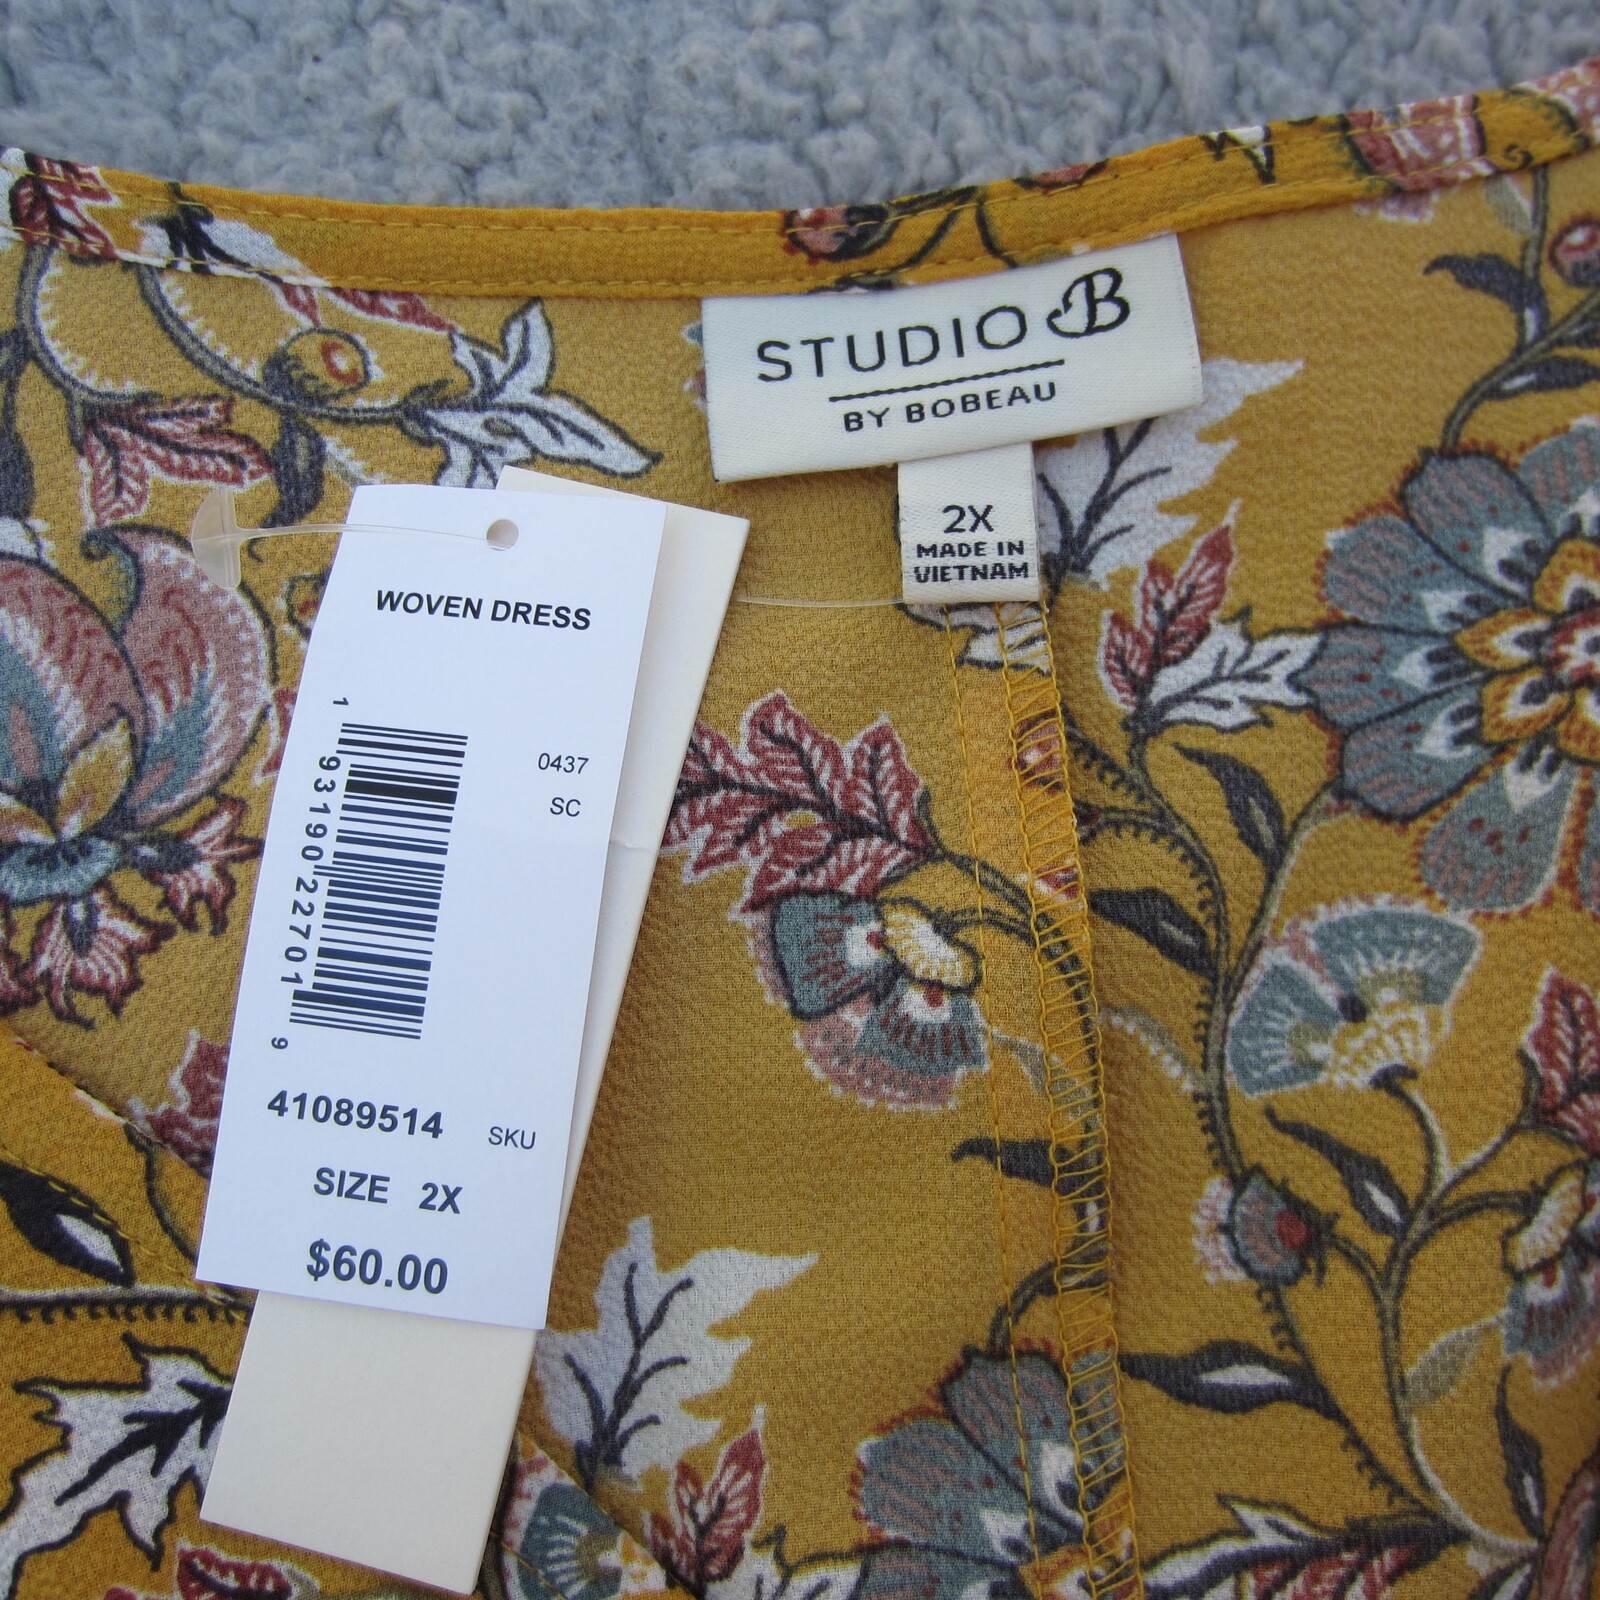 STUDIO B
BY BOBEAU
2X
MADE IN
VIETNAM
WOVEN DRESS
0437
SC
1 93190 22701 9
41089514 SKU
SIZE 2X
$60.00